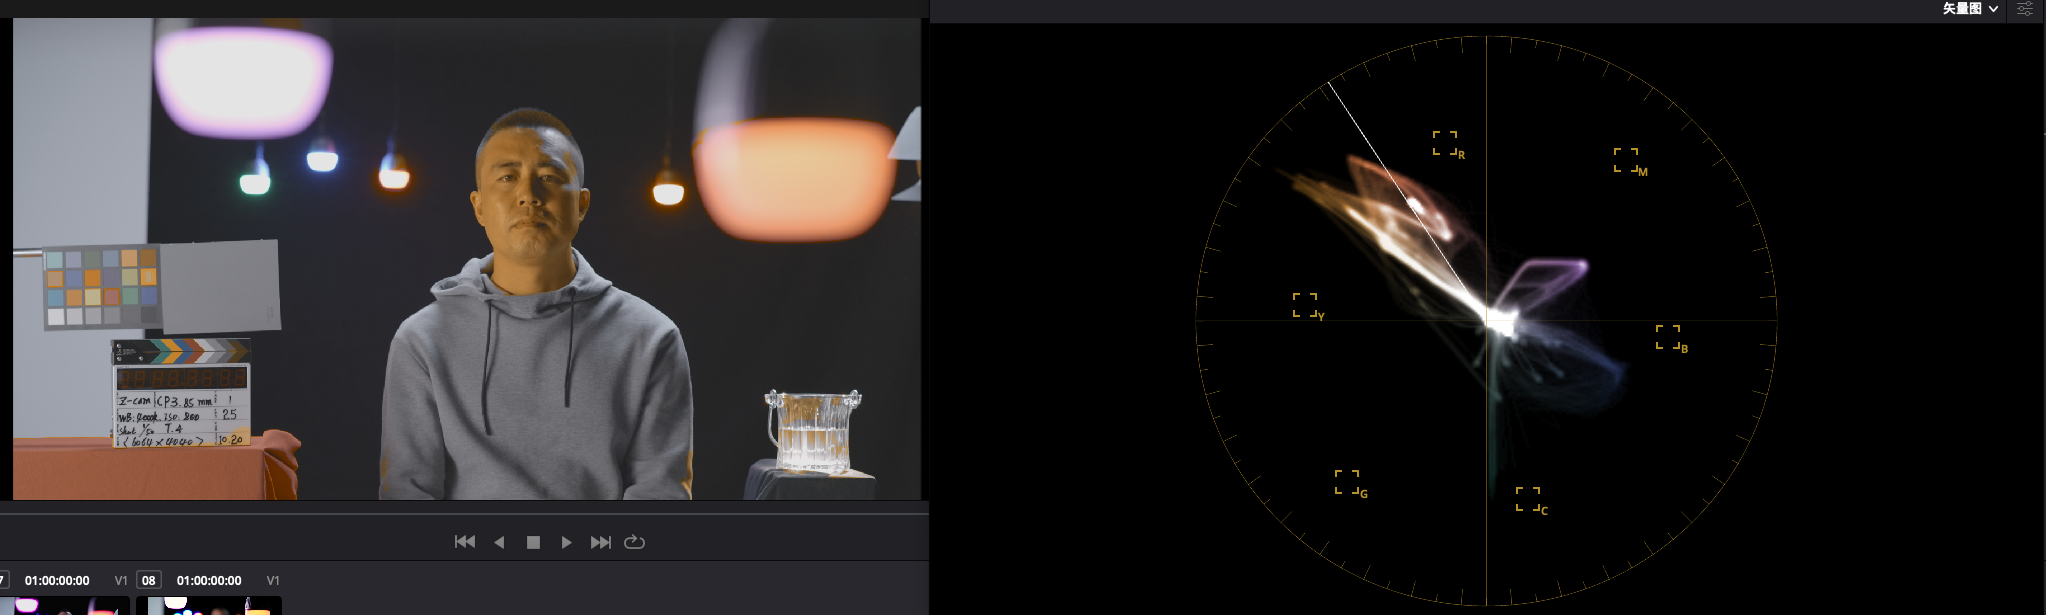 矢量图
R
M
Y
B
G
C
Z-cam CP3.85 mm 1
WB: 5600K. ISO. 800 25
Shut 1/50 T.4
(6064×4040) 10.20
7 01:00:00:00 V1 08 01:00:00:00 V1